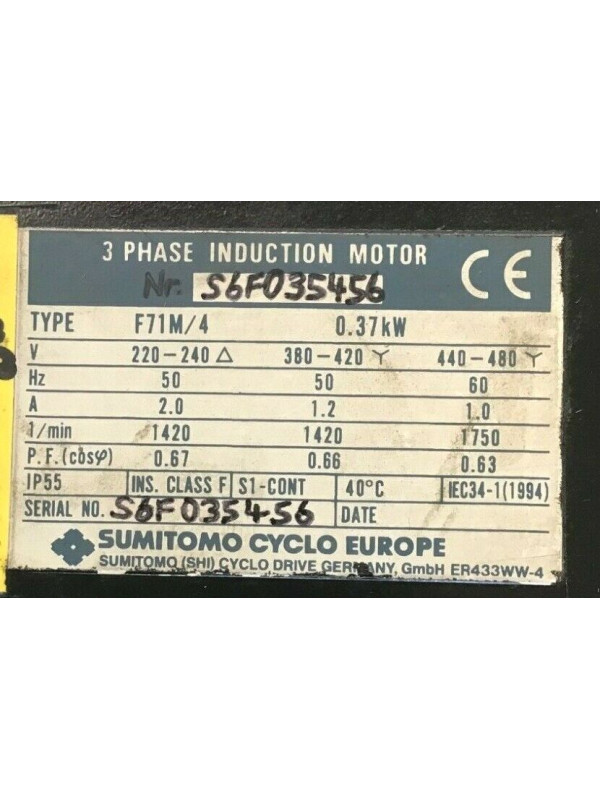 3 PHASE INDUCTION MOTOR
CE
Nr. S6F035456
TYPE F71M/4 0.37kW
V 220-240 △ 380-420 Y 440-480 Y
Hz 50 50 60
A 2.0 1.2 1.0
1/min 1420 1420 1750
P.F.(cosφ) 0.67 0.66 0.63
IP55 INS. CLASS F S1-CONT 40°C IEC34-1(1994)
SERIAL NO. S6F035456 DATE
SUMITOMO CYCLO EUROPE
SUMITOMO (SHI) CYCLO DRIVE GERMANY, GmbH ER433WW-4